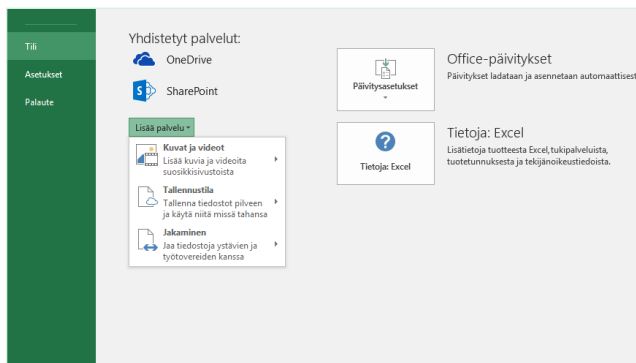 Tili
Asetukset
Palaute
Yhdistetyt palvelut:
OneDrive
SharePoint
Lisää palvelu
Kuvat ja videot
Lisää kuvia ja videoita
suosikkisivustoista
Tallennustila
Tallenna tiedostot pilveen
ja käytä niitä missä tahansa
Jakaminen
Jaa tiedostoja ystävien ja
työtovereiden kanssa
Päivitysasetukset
Office-päivitykset
Päivitykset ladataan ja asennetaan automaattisest
Tietoja: Excel
Tietoja: Excel
Lisätietoja tuotteesta Excel, tukipalveluista,
tuotetunnuksesta ja tekijänoikeustiedoista.